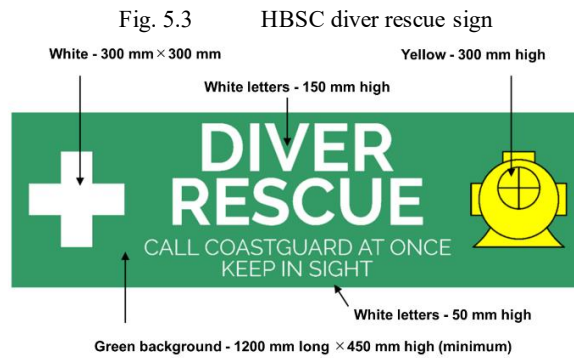 Fig. 5.3 HBSC diver rescue sign
White - 300 mm × 300 mm
Yellow - 300 mm high
White letters - 150 mm high
DIVER
RESCUE
CALL COASTGUARD AT ONCE
KEEP IN SIGHT
White letters - 50 mm high
Green background - 1200 mm long × 450 mm high (minimum)